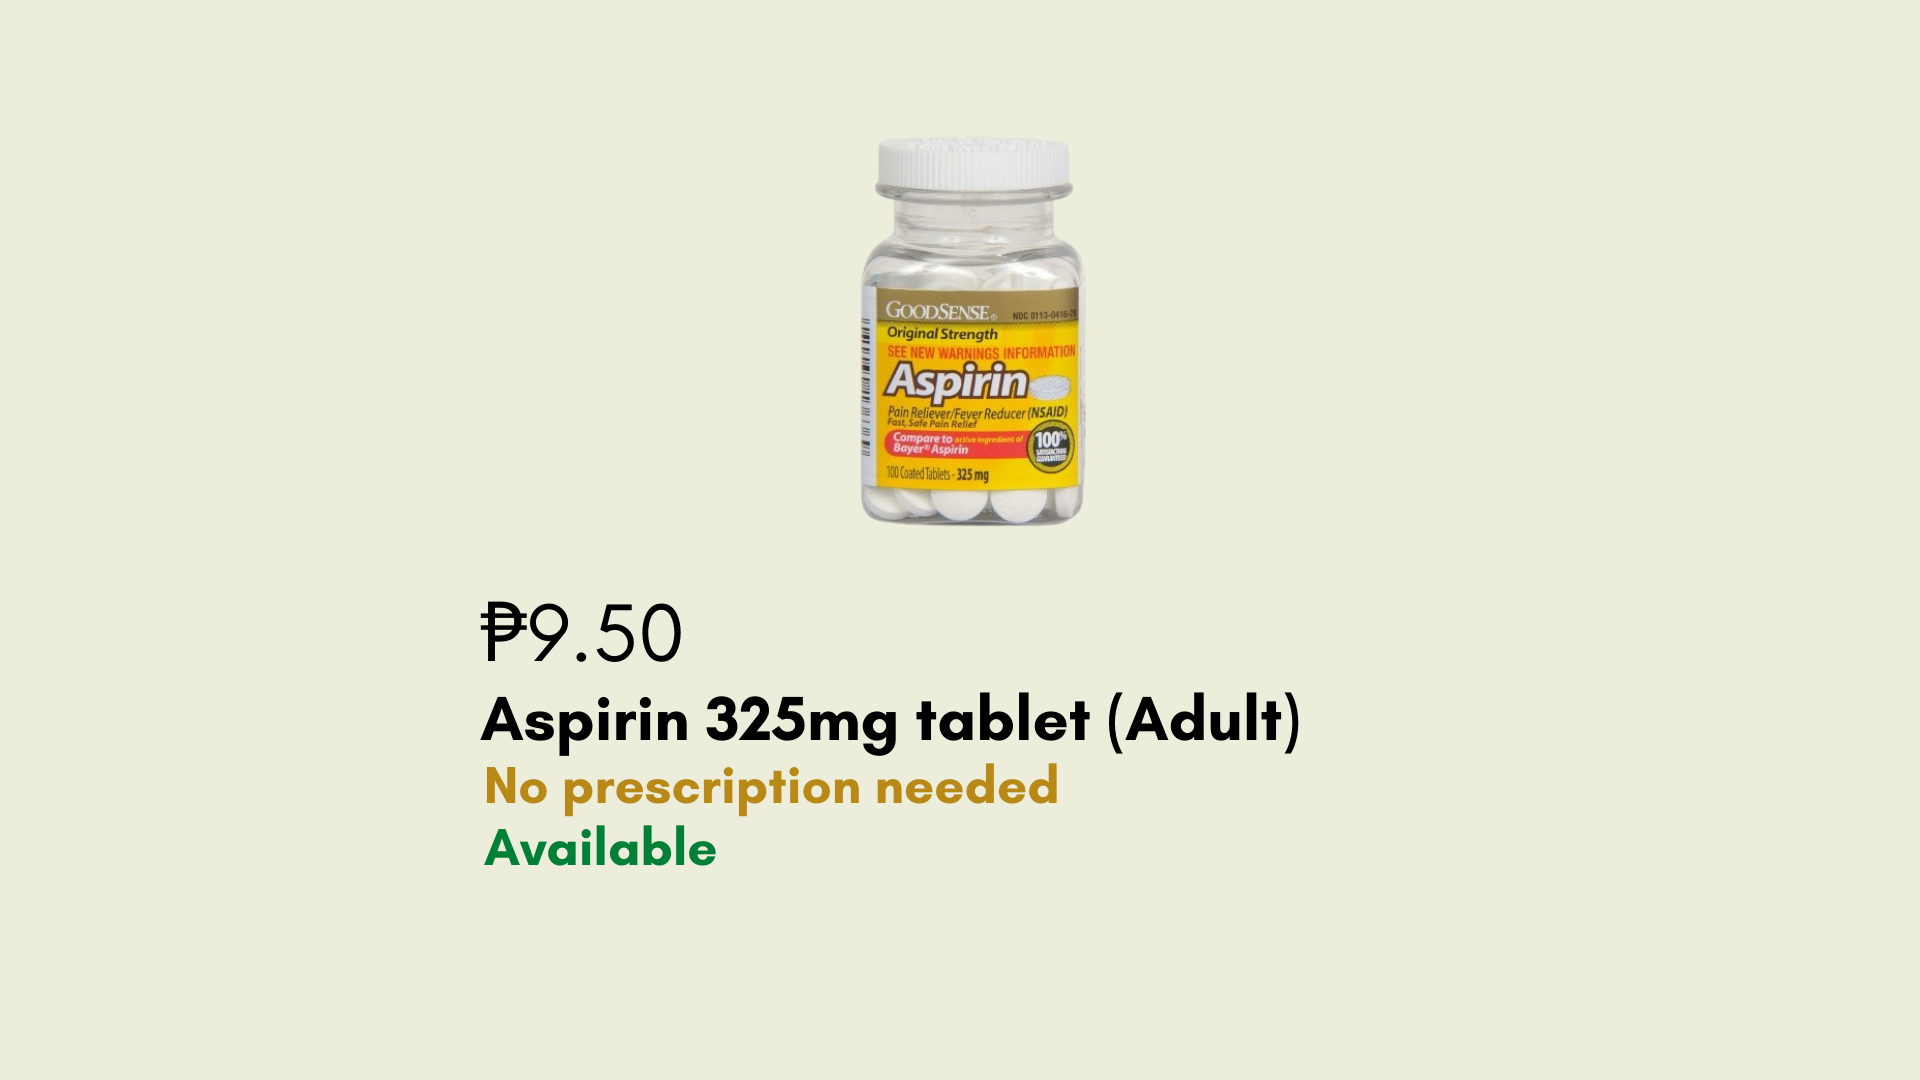 GOODSENSE®
NDC 0113-0416-78
Original Strength
SEE NEW WARNINGS INFORMATION
Aspirin
Pain Reliever/Fever Reducer (NSAID)
Fast, Safe Pain Relief
Compare to active ingredient of
Bayer® Aspirin
100%
SATISFACTION
GUARANTEED
100 Coated Tablets - 325 mg
₱9.50
Aspirin 325mg tablet (Adult)
No prescription needed
Available